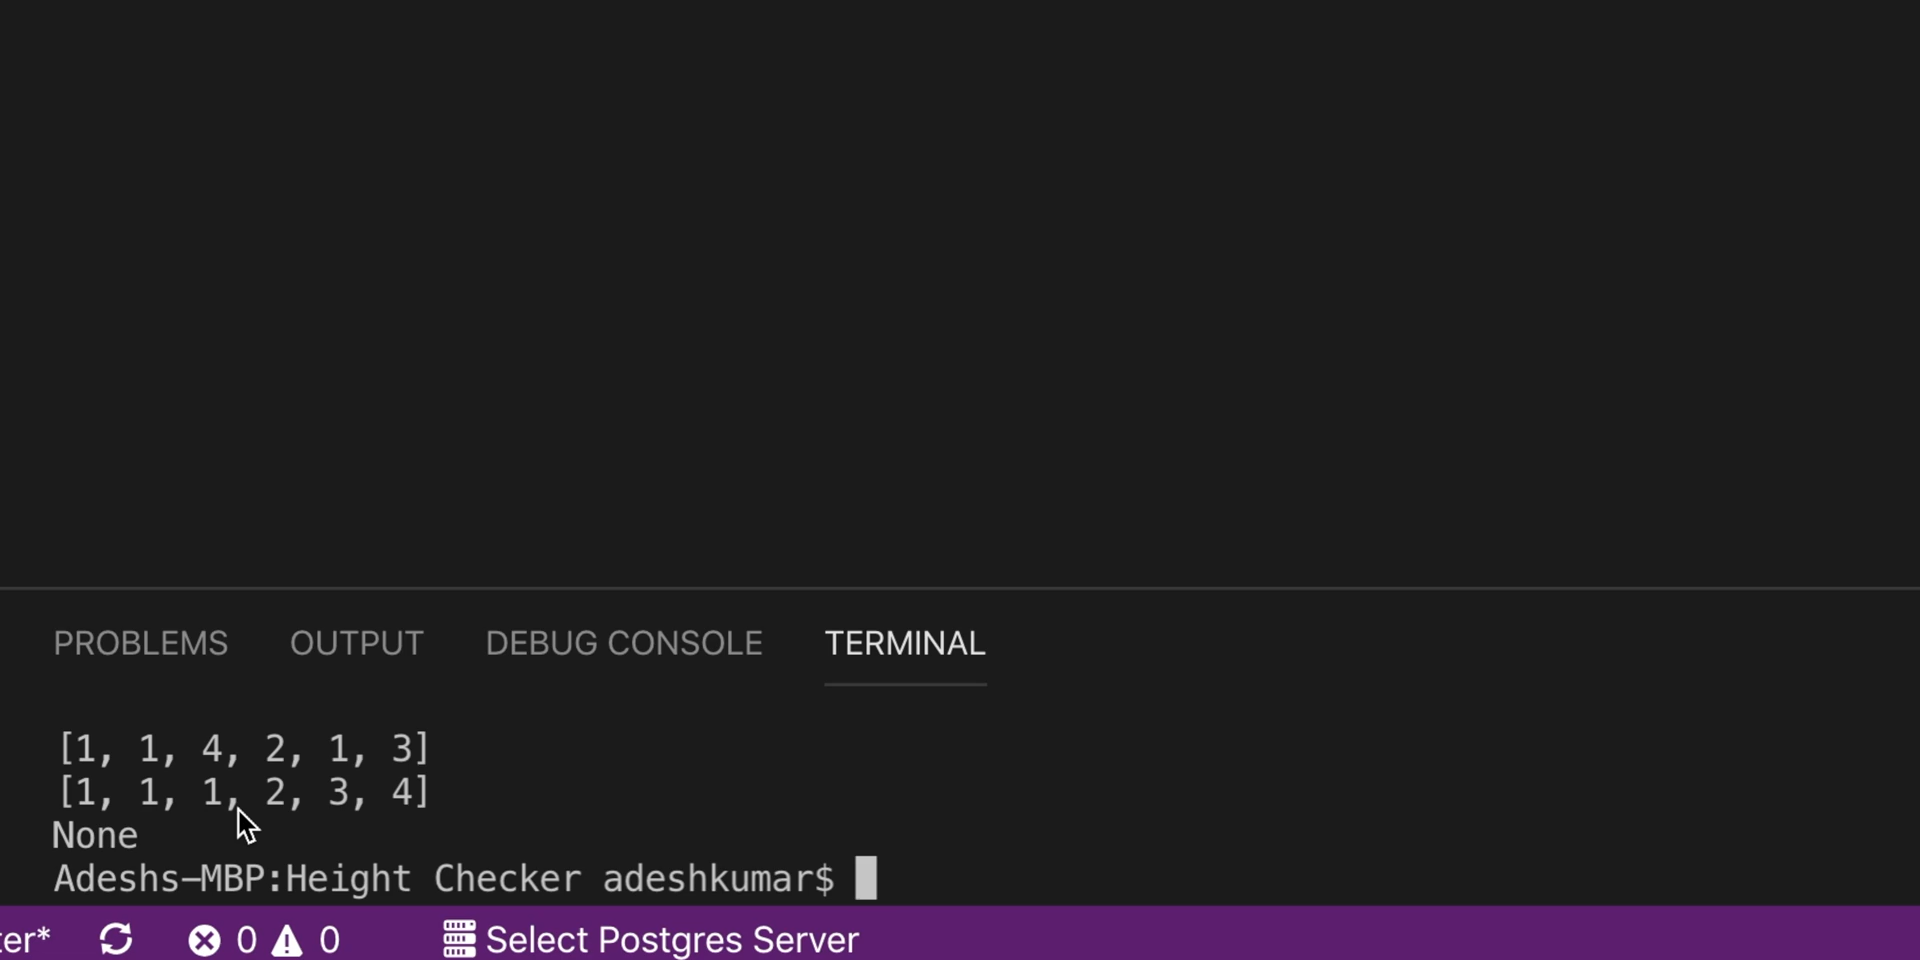 PROBLEMS OUTPUT DEBUG CONSOLE TERMINAL
[1, 1, 4, 2, 1, 3]
[1, 1, 1, 2, 3, 4]
None
Adeshs-MBP:Height Checker adeshkumar$
ter* 0 0 Select Postgres Server